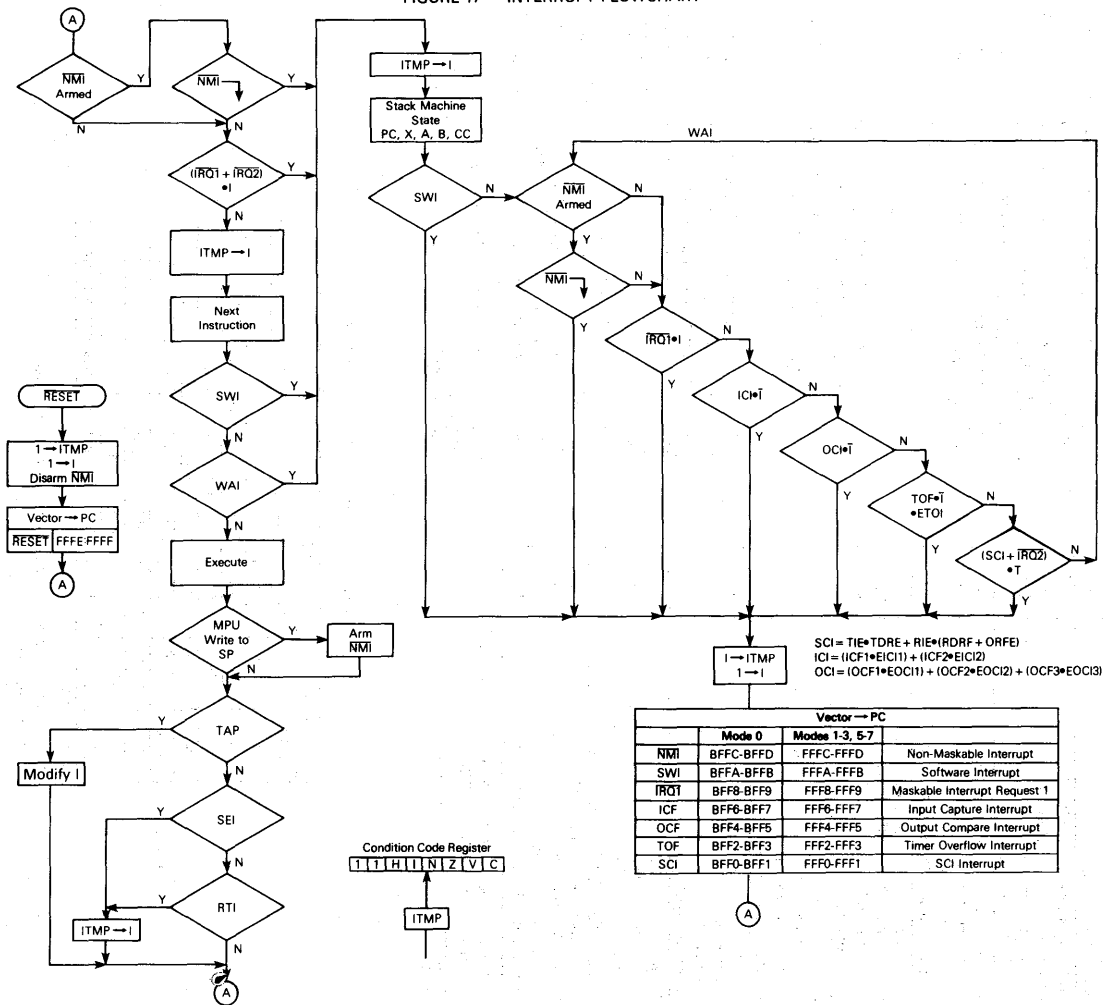 FIGURE 17 — INTERRUPT FLOWCHART
A
NMI
Armed
Y
N
NMI
Y
N
(IRQ1 + IRQ2)
•I
Y
N
ITMP → I
Next
Instruction
SWI
Y
N
WAI
Y
N
Execute
MPU
Write to
SP
Y
N
Arm
NMI
TAP
Y
N
Modify I
SEI
Y
N
RTI
Y
N
ITMP → I
A
RESET
1 → ITMP
1 → I
Disarm NMI
Vector → PC
RESET FFFE-FFFF
A
ITMP → I
Stack Machine
State
PC, X, A, B, CC
SWI
N
Y
WAI
NMI
Armed
N
Y
NMI
N
Y
IRQ1•I
N
Y
ICI•I
N
Y
OCI•I
N
Y
TOF•I
•ETOI
N
Y
(SCI + IRQ2)
•T
N
Y
I → ITMP
1 → I
SCI = TIE•TDRE + RIE•(RDRF + ORFE)
ICI = (ICF1•EICI1) + (ICF2•EICI2)
OCI = (OCF1•EOCI1) + (OCF2•EOCI2) + (OCF3•EOCI3)
Vector → PC
Mode 0 Modes 1-3, 5-7
NMI BFFC-BFFD FFFC-FFFD Non-Maskable Interrupt
SWI BFFA-BFFB FFFA-FFFB Software Interrupt
IRQ1 BFF8-BFF9 FFF8-FFF9 Maskable Interrupt Request 1
ICF BFF6-BFF7 FFF6-FFF7 Input Capture Interrupt
OCF BFF4-BFF5 FFF4-FFF5 Output Compare Interrupt
TOF BFF2-BFF3 FFF2-FFF3 Timer Overflow Interrupt
SCI BFF0-BFF1 FFF0-FFF1 SCI Interrupt
A
Condition Code Register
1 1 H I N Z V C
ITMP